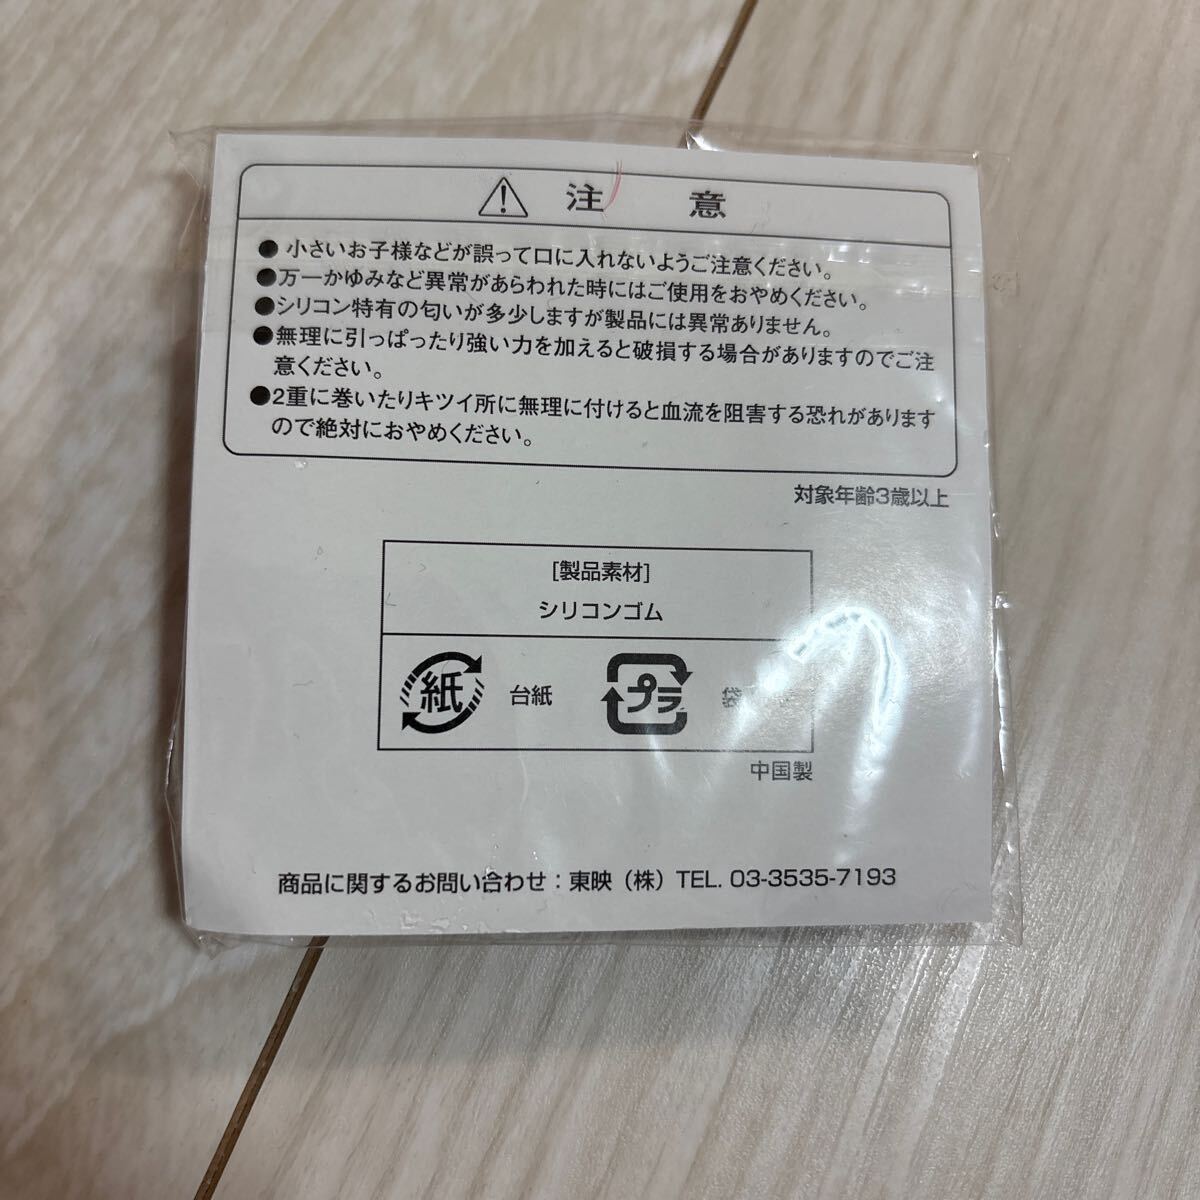 注 意
● 小さいお子様などが誤って口に入れないようご注意ください。
●万一かゆみなど異常があらわれた時にはご使用をおやめください。
●シリコン特有の匂いが多少しますが製品には異常ありません。
●無理に引っぱったり強い力を加えると破損する場合がありますのでご注
意ください。
●2重に巻いたりキツイ所に無理に付けると血流を阻害する恐れがあります
ので絶対におやめください。
対象年齢3歳以上
[製品素材]
シリコンゴム
紙 台紙 プラ 袋
中国製
商品に関するお問い合わせ：東映（株）TEL. 03-3535-7193